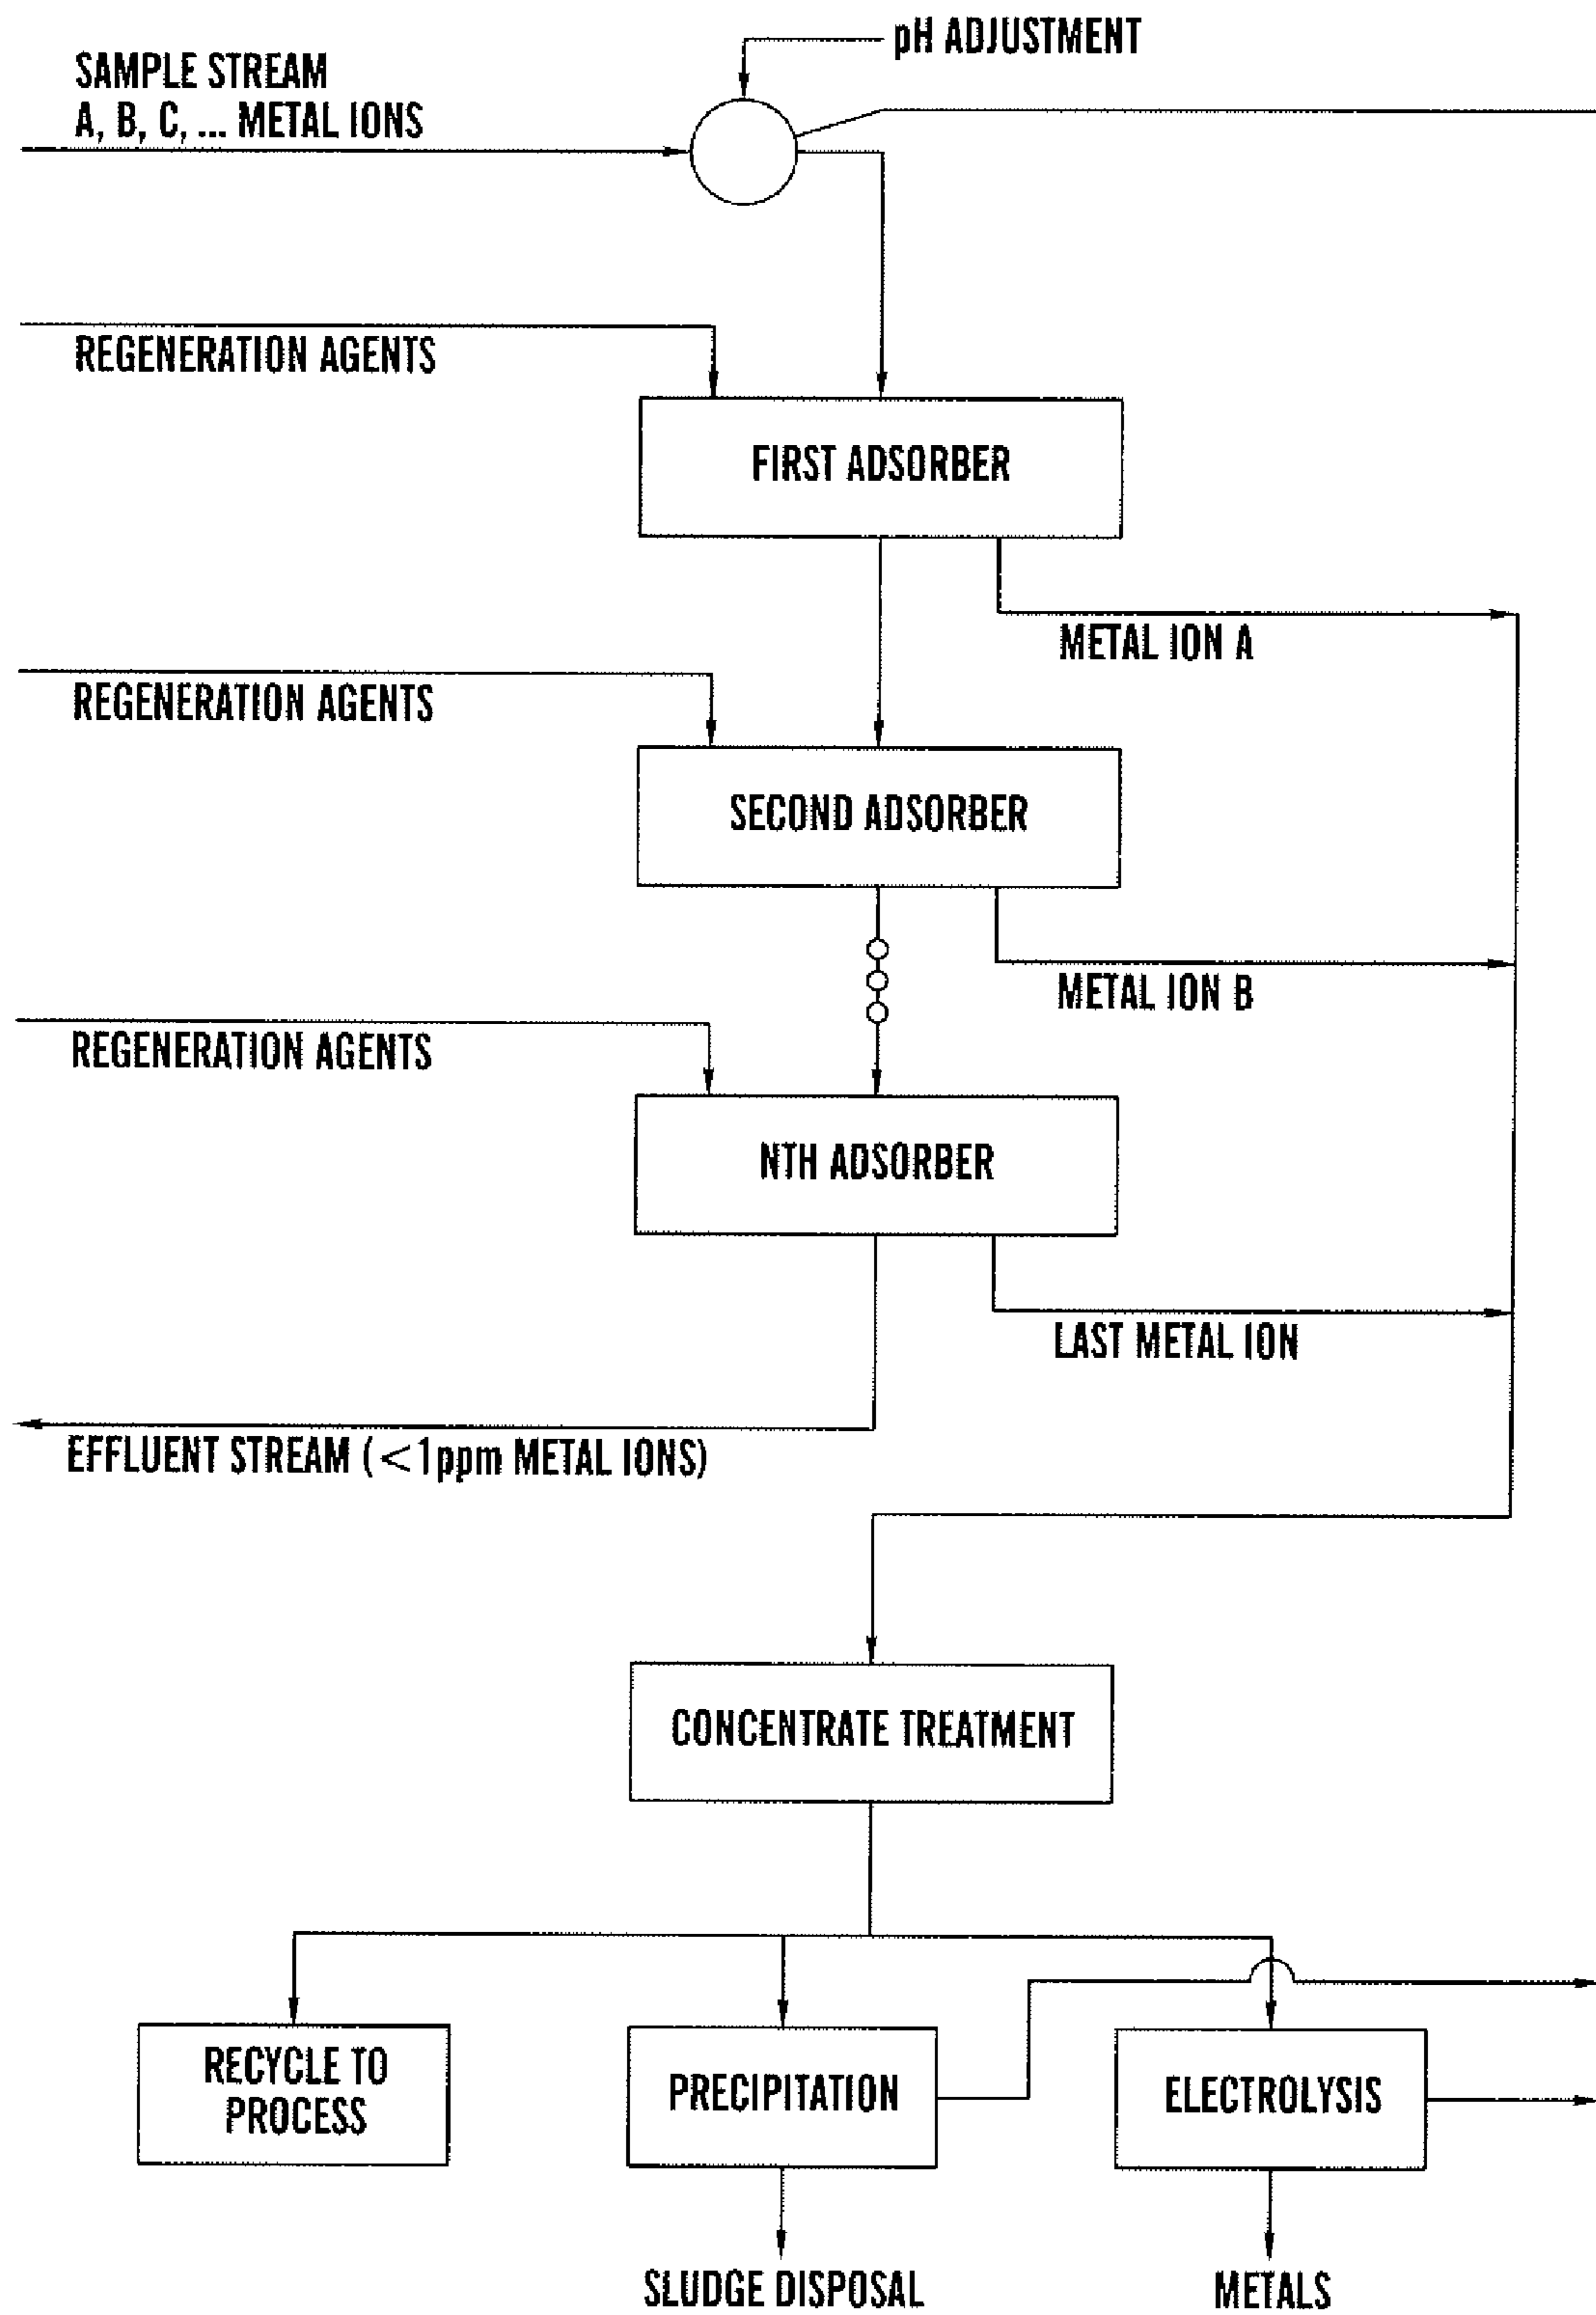 pH ADJUSTMENT
SAMPLE STREAM
A, B, C, ... METAL IONS
REGENERATION AGENTS
FIRST ADSORBER
METAL ION A
REGENERATION AGENTS
SECOND ADSORBER
METAL ION B
REGENERATION AGENTS
NTH ADSORBER
LAST METAL ION
EFFLUENT STREAM (<1ppm METAL IONS)
CONCENTRATE TREATMENT
RECYCLE TO
PROCESS
PRECIPITATION
ELECTROLYSIS
SLUDGE DISPOSAL
METALS